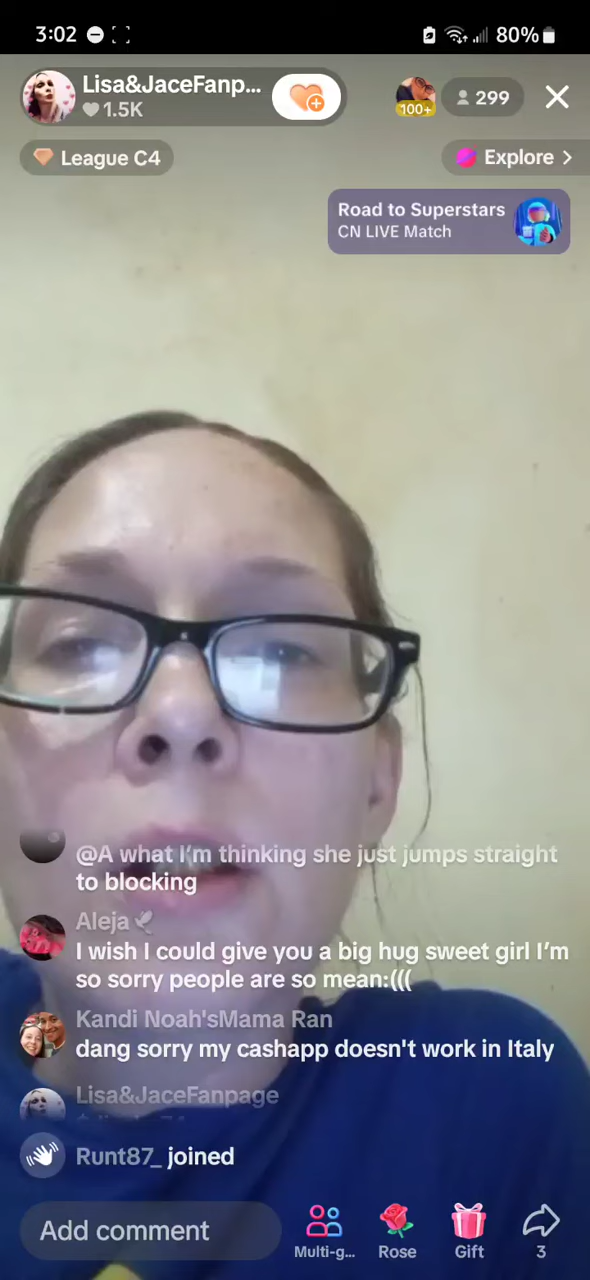 3:02
80%
Lisa&JaceFanp...
1.5K
100+
299
League C4
Explore >
Road to Superstars
CN LIVE Match
@A what I'm thinking she just jumps straight
to blocking
Aleja
I wish I could give you a big hug sweet girl I'm
so sorry people are so mean:(((
Kandi Noah'sMama Ran
dang sorry my cashapp doesn't work in Italy
Lisa&JaceFanpage
Runt87_ joined
Add comment
Multi-g...
Rose
Gift
3